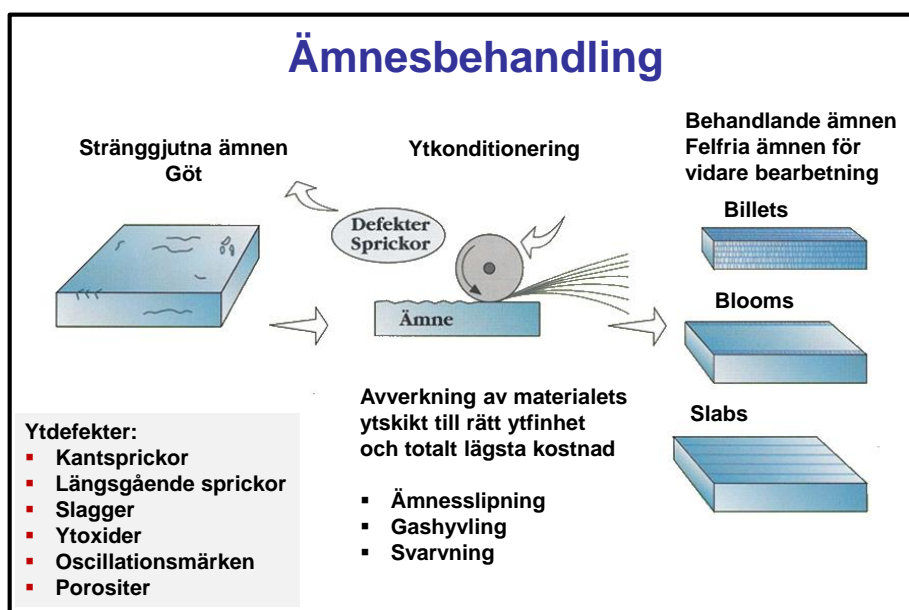 Ämnesbehandling
Stränggjutna ämnen
Göt
Ytdefekter:
▪ Kantsprickor
▪ Längsgående sprickor
▪ Slagger
▪ Ytoxider
▪ Oscillationsmärken
▪ Porositer
Ytkonditionering
Defekter
Sprickor
Ämne
Avverkning av materialets
ytskikt till rätt ytfinhet
och totalt lägsta kostnad
▪ Ämnesslipning
▪ Gashyvling
▪ Svarvning
Behandlande ämnen
Felfria ämnen för
vidare bearbetning
Billets
Blooms
Slabs